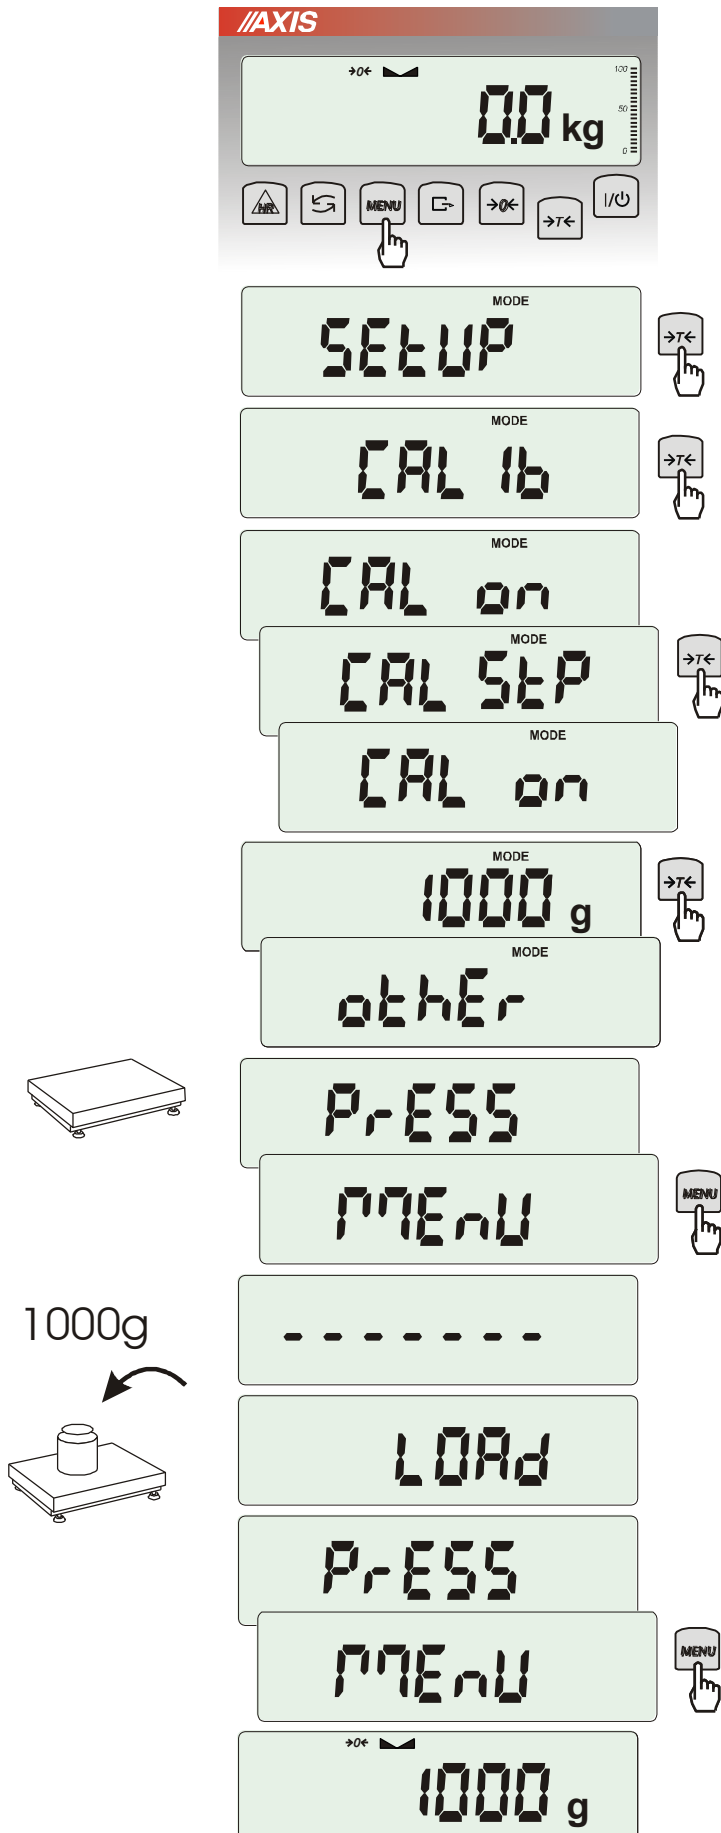 //AXIS
→0←
100
0.0 kg
50
0
HR
MENU
→0←
→T←
I/⏻
MODE
SEtUP
→T←
MODE
CAL Ib
→T←
MODE
CAL on
MODE
CAL StP
→T←
MODE
CAL on
MODE
1000 g
→T←
MODE
othEr
PrESS
MEnU
MENU
1000g
- - - - - - -
LOAd
PrESS
MEnU
MENU
→0←
1000 g